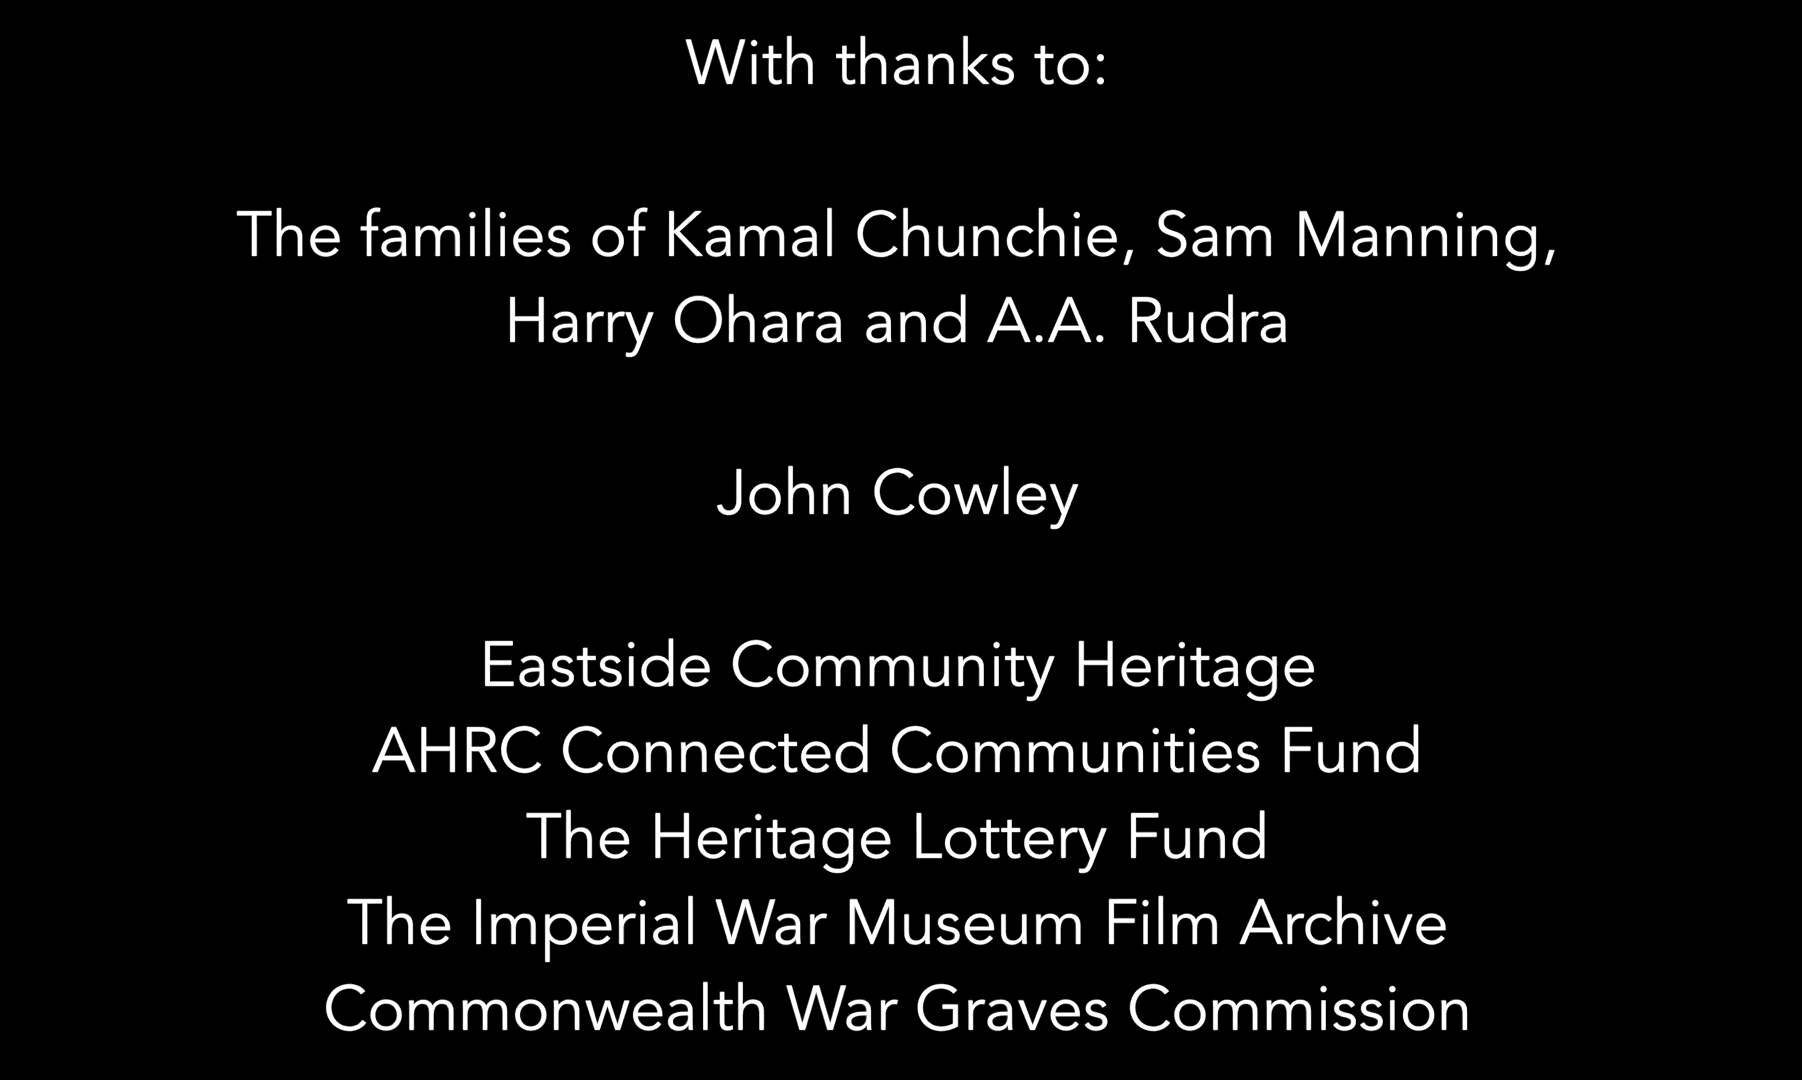 With thanks to:
The families of Kamal Chunchie, Sam Manning,
Harry Ohara and A.A. Rudra
John Cowley
Eastside Community Heritage
AHRC Connected Communities Fund
The Heritage Lottery Fund
The Imperial War Museum Film Archive
Commonwealth War Graves Commission